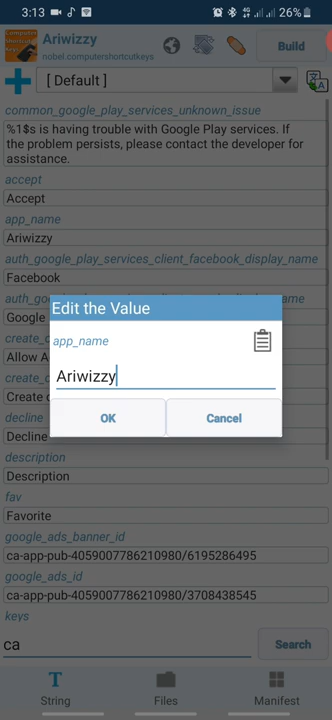 3:13
26%
Computer
Shortcut
Keys
Ariwizzy
nobel.computershortcutkeys
Build
[ Default ]
common_google_play_services_unknown_issue
%1$s is having trouble with Google Play services. If
the problem persists, please contact the developer for
assistance.
accept
Accept
app_name
Ariwizzy
auth_google_play_services_client_facebook_display_name
Facebook
Google
Edit the Value
app_name
Ariwizzy
OK
Cancel
Allow A
Create
decline
Decline
description
Description
fav
Favorite
google_ads_banner_id
ca-app-pub-4059007786210980/6195286495
google_ads_id
ca-app-pub-4059007786210980/3708438545
keys
ca
Search
String
Files
Manifest